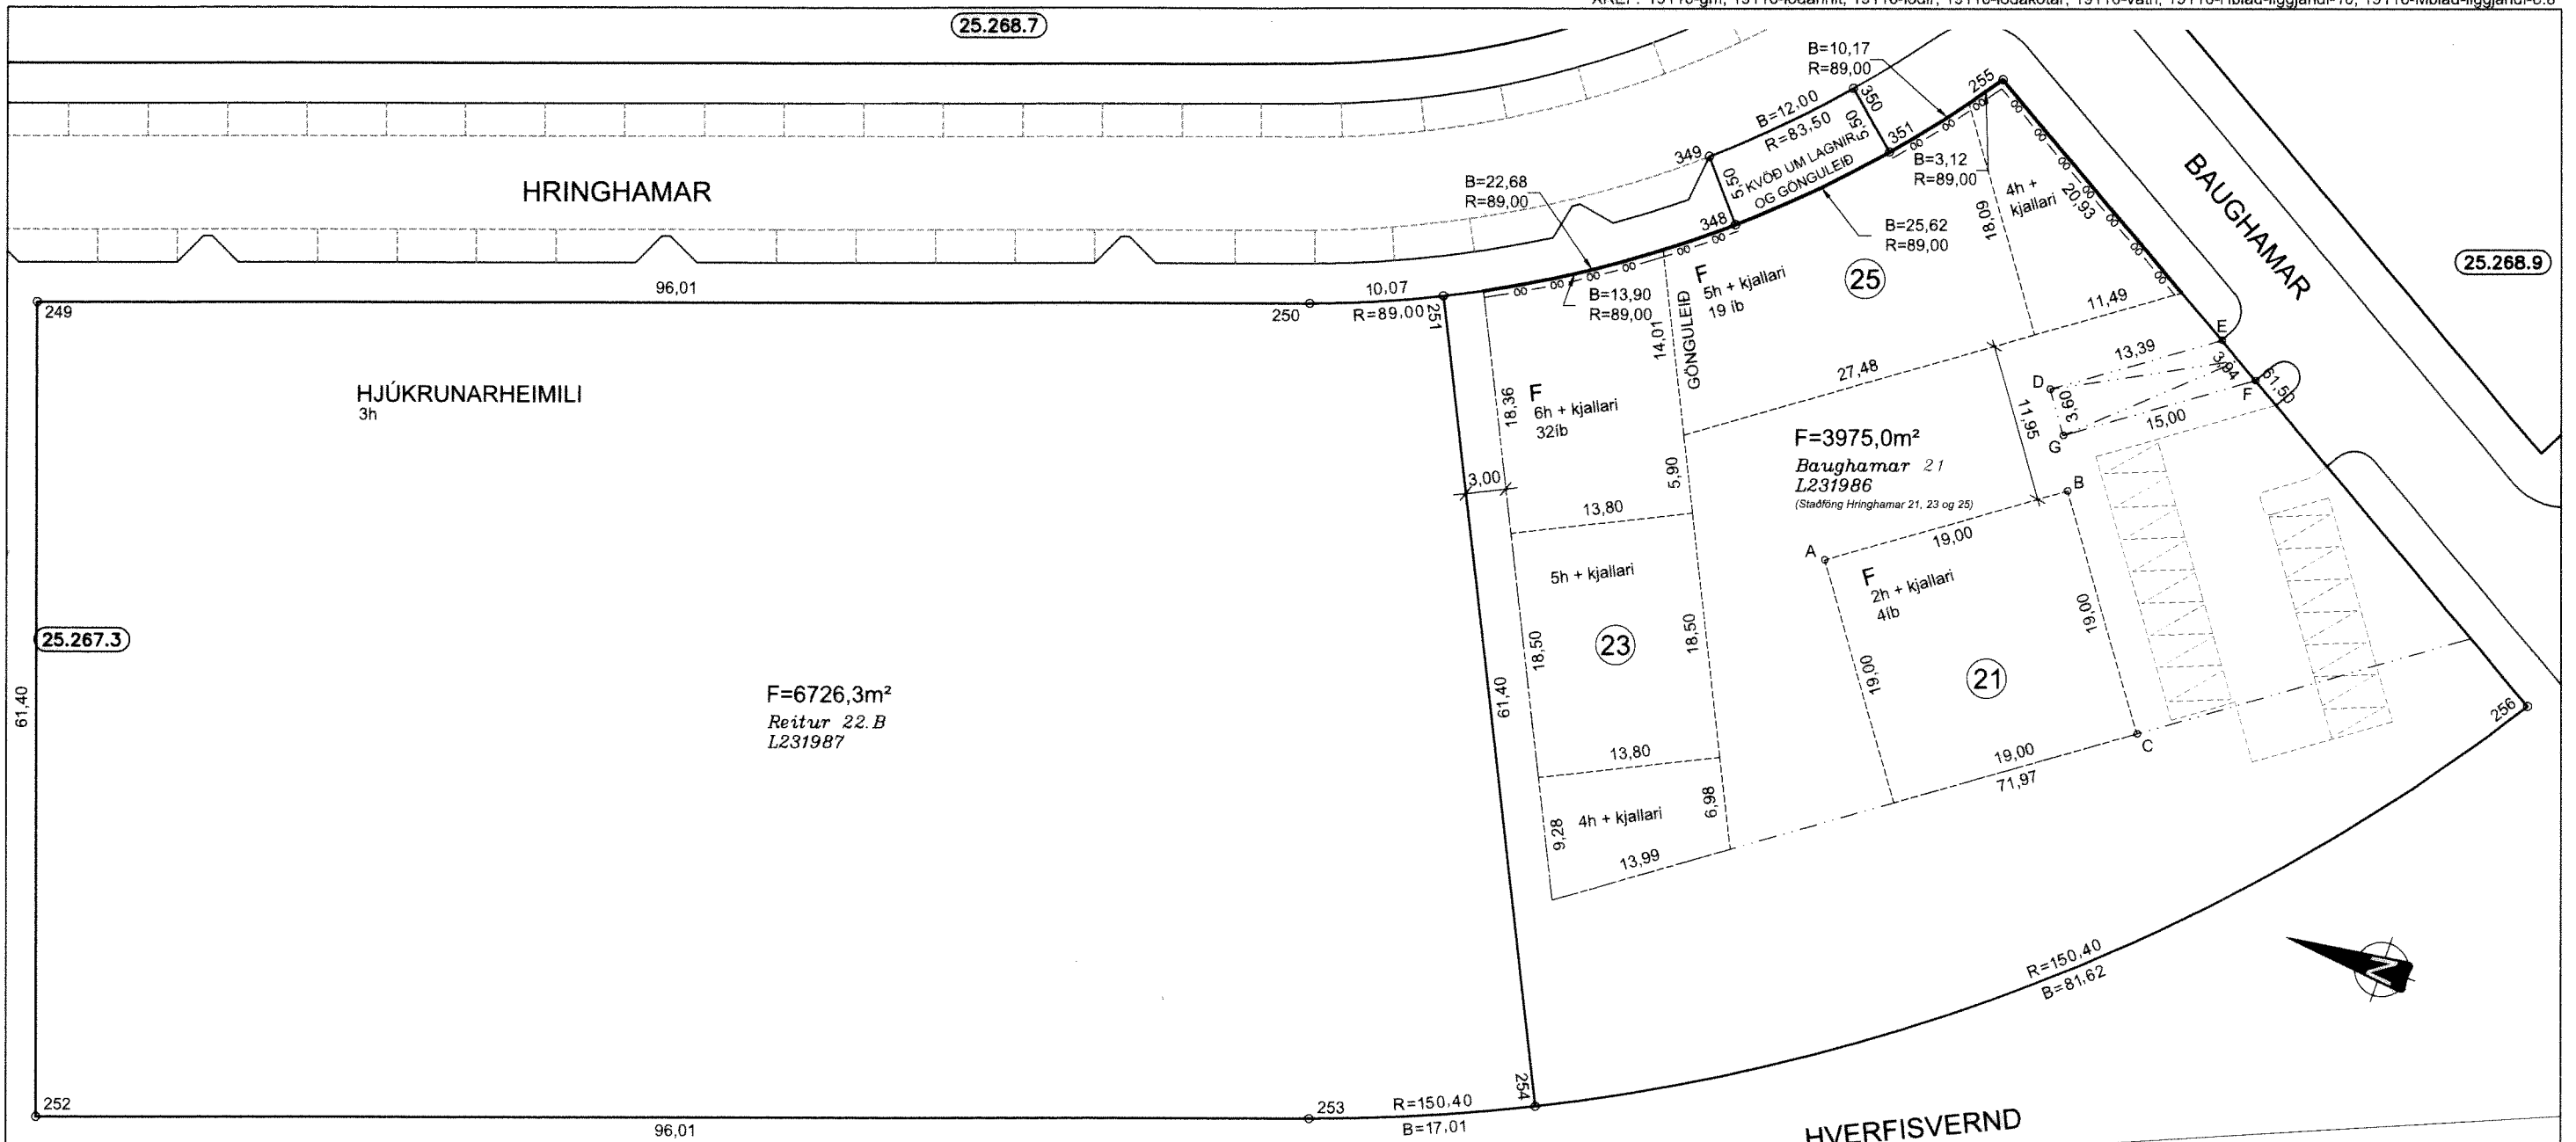 25.268.7
HRINGHAMAR
BAUGHAMAR
25.268.9
B=10,17
R=89,00
255
350
B=12,00
R=83,50
5,50
351
349
5,50
KVÖÐ UM LAGNIR
OG GÖNGULEIÐ
348
B=3,12
R=89,00
B=22,68
R=89,00
B=25,62
R=89,00
18,09
4h +
kjallari
20,93
96,01
10,07
R=89,00
249
250
251
B=13,90
R=89,00
F
5h + kjallari
19 íb
25
11,49
14,01
GÖNGULEIÐ
27,48
E
13,39
3,94
61,50
D
F
3,60
G
15,00
11,95
HJÚKRUNARHEIMILI
3h
18,36
F
6h + kjallari
32íb
3,00
13,80
5,90
F=3975,0m²
Baughamar 21
L231986
(Staðföng Hringhamar 21, 23 og 25)
B
A
19,00
F
2h + kjallari
4íb
19,00
19,00
21
19,00
71,97
C
5h + kjallari
18,50
23
18,50
61,40
13,80
4h + kjallari
9,28
6,98
13,99
25.267.3
61,40
F=6726,3m²
Reitur 22.B
L231987
256
R=150,40
B=81,62
N
252
96,01
253
R=150,40
B=17,01
254
HVERFISVERND